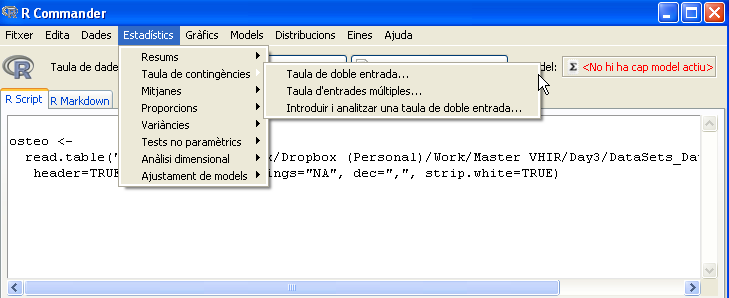 R Commander
Fitxer Edita Dades Estadístics Gràfics Models Distribucions Eines Ajuda
Taula de dade
el: Σ <No hi ha cap model actiu>
Resums
Taula de contingències
Mitjanes
Proporcions
Variàncies
Tests no paramètrics
Anàlisi dimensional
Ajustament de models
Taula de doble entrada...
Taula d'entrades múltiples...
Introduir i analitzar una taula de doble entrada...
R Script R Markdown
osteo <-
read.table(" x/Dropbox (Personal)/Work/Master VHIR/Day3/DataSets_Da
header=TRUE ings="NA", dec=",", strip.white=TRUE)